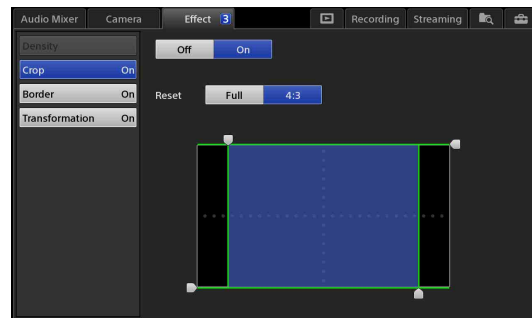 Audio Mixer Camera Effect 3 Recording Streaming
Density
Off On
Crop On
Border On
Reset Full 4:3
Transformation On